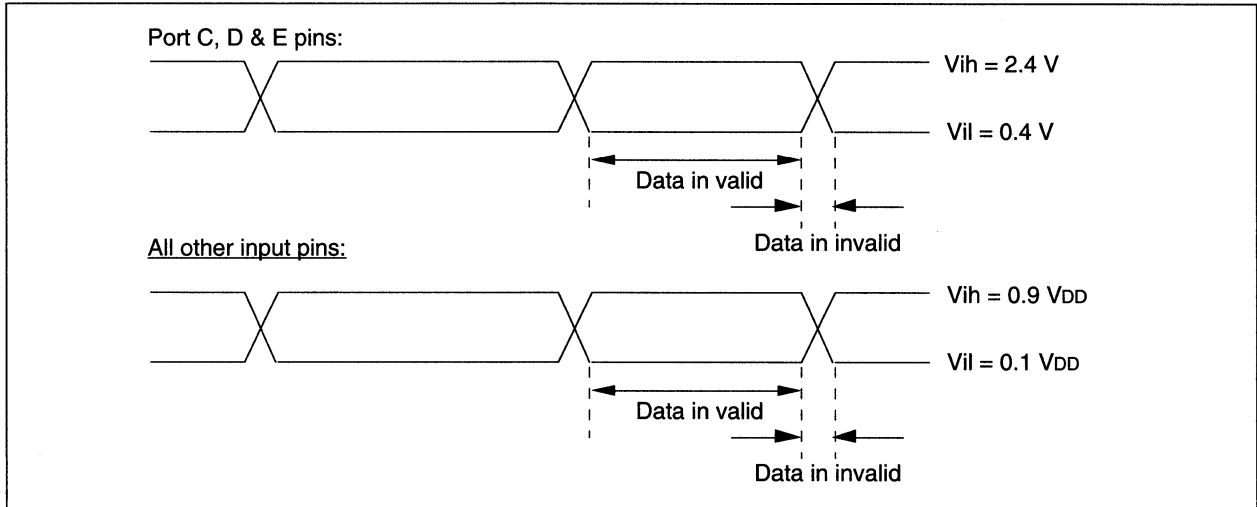 Port C, D & E pins:
Vih = 2.4 V
Vil = 0.4 V
Data in valid
Data in invalid
All other input pins:
Vih = 0.9 VDD
Vil = 0.1 VDD
Data in valid
Data in invalid